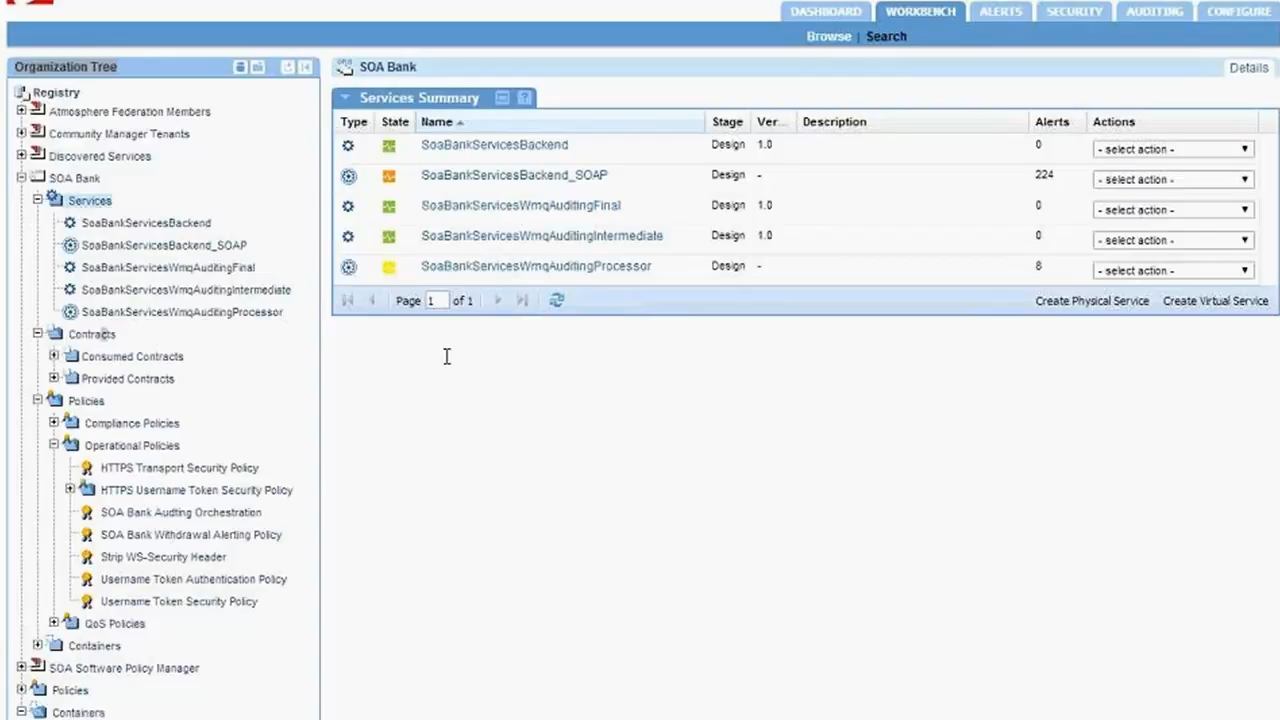 DASHBOARD WORKBENCH ALERTS SECURITY AUDITING CONFIGURE
Browe | Search
Organization Tree
Registry
Atmosphere Federation Members
Community Manager Tenants
Discovered Services
SOA Bank
Services
SoaBankServicesBackend
SoaBankServicesBackend_SOAP
SoaBankServicesWmqAuditingFinal
SoaBankServicesWmqAuditingIntermediate
SoaBankServicesWmqAuditingProcessor
Contracts
Consumed Contracts
Provided Contracts
Policies
Compliance Policies
Operational Policies
HTTPS Transport Security Policy
HTTPS Username Token Security Policy
SOA Bank Audting Orchestration
SOA Bank Withdrawal Alerting Policy
Strip WS-Security Header
Username Token Authentication Policy
Username Token Security Policy
QoS Policies
Containers
SOA Software Policy Manager
Policies
Containers
SOA Bank Details
Services Summary
Type State Name Stage Ver... Description Alerts Actions
SoaBankServicesBackend Design 1.0 0 - select action -
SoaBankServicesBackend_SOAP Design - 224 - select action -
SoaBankServicesWmqAuditingFinal Design 1.0 0 - select action -
SoaBankServicesWmqAuditingIntermediate Design 1.0 0 - select action -
SoaBankServicesWmqAuditingProcessor Design - 8 - select action -
Page 1 of 1 Create Physical Service Create Virtual Service